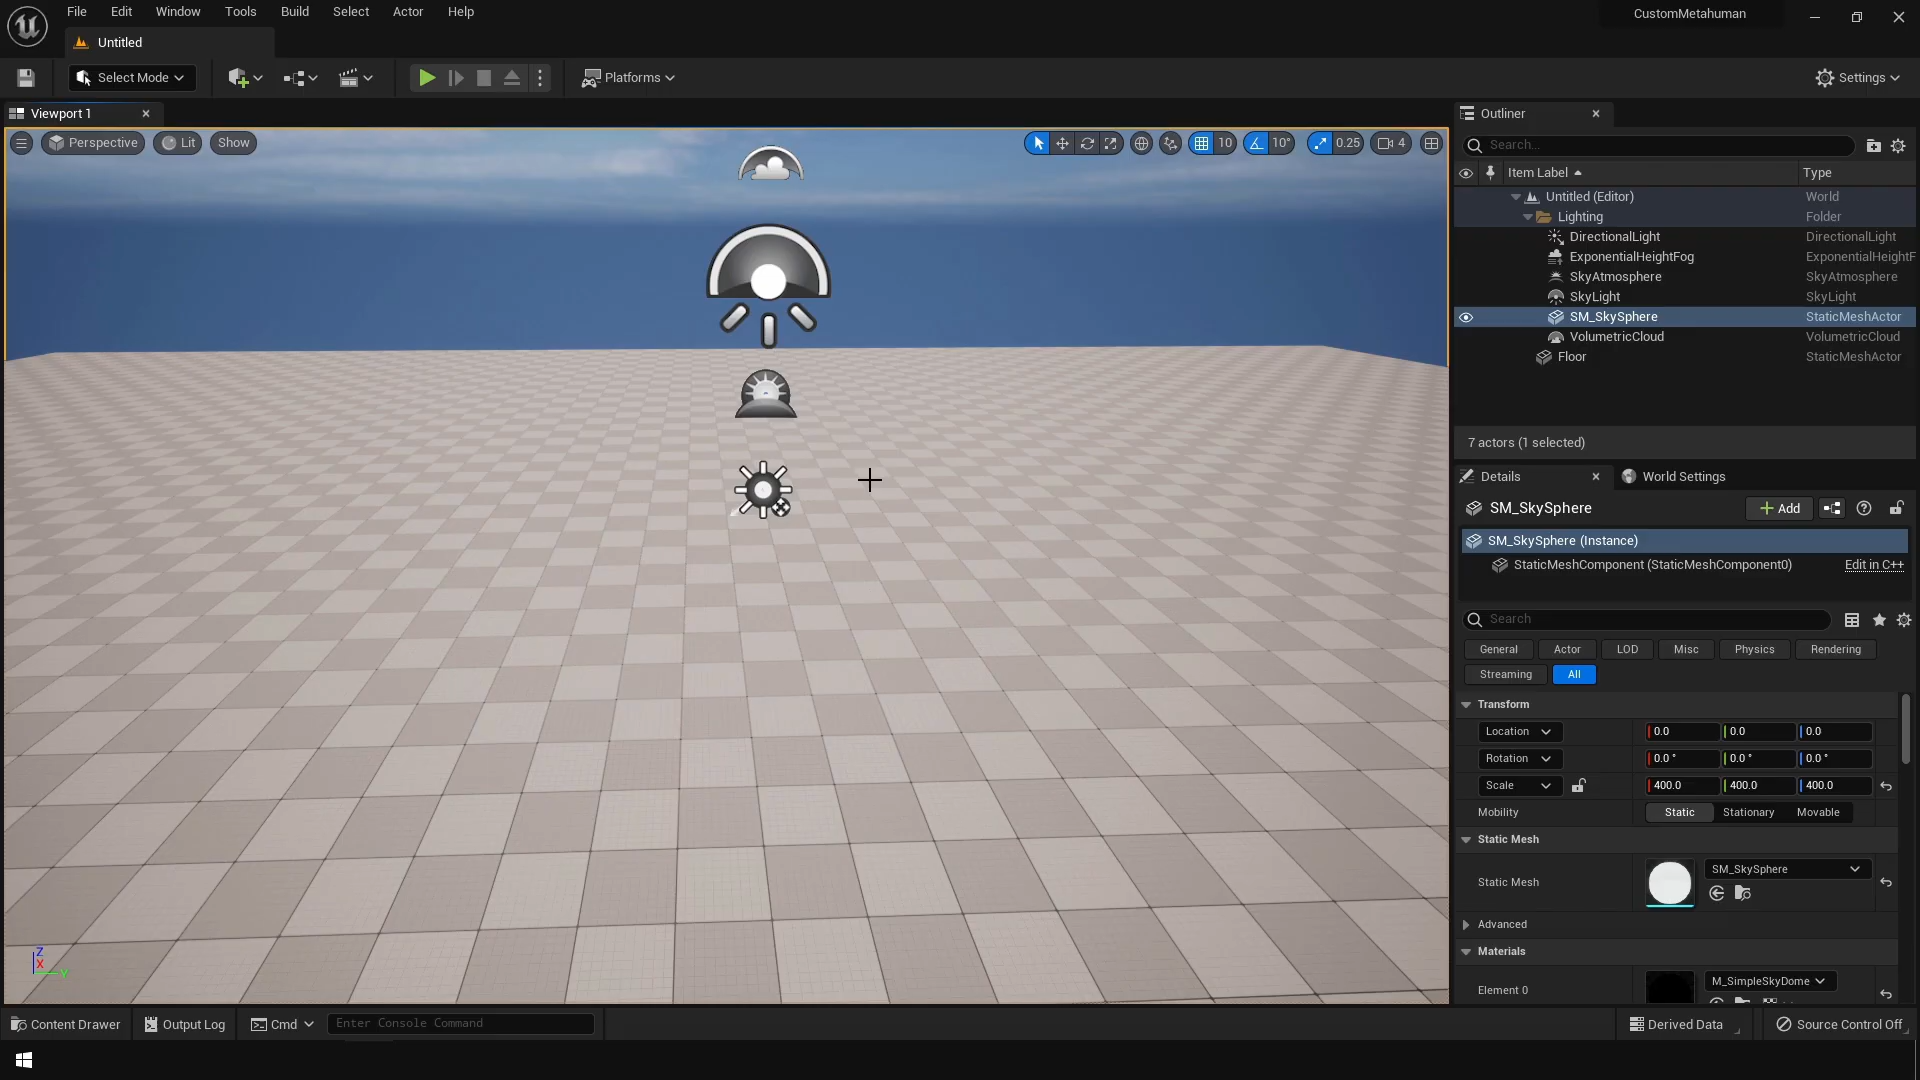 File Edit Window Tools Build Select Actor Help
CustomMetahuman
Untitled
Select Mode
Platforms
Settings
Viewport 1
Perspective Lit Show
10 10° 0.25 4
Outliner
Search...
Item Label Type
Untitled (Editor) World
Lighting Folder
DirectionalLight DirectionalLight
ExponentialHeightFog ExponentialHeightF
SkyAtmosphere SkyAtmosphere
SkyLight SkyLight
SM_SkySphere StaticMeshActor
VolumetricCloud VolumetricCloud
Floor StaticMeshActor
7 actors (1 selected)
Details World Settings
SM_SkySphere
Add
SM_SkySphere (Instance)
StaticMeshComponent (StaticMeshComponent0) Edit in C++
Search
General Actor LOD Misc Physics Rendering
Streaming All
Transform
Location 0.0 0.0 0.0
Rotation 0.0 ° 0.0 ° 0.0 °
Scale 400.0 400.0 400.0
Mobility Static Stationary Movable
Static Mesh
Static Mesh SM_SkySphere
Advanced
Materials
Element 0 M_SimpleSkyDome
Z
X
Y
Content Drawer Output Log Cmd Enter Console Command
Derived Data Source Control Off